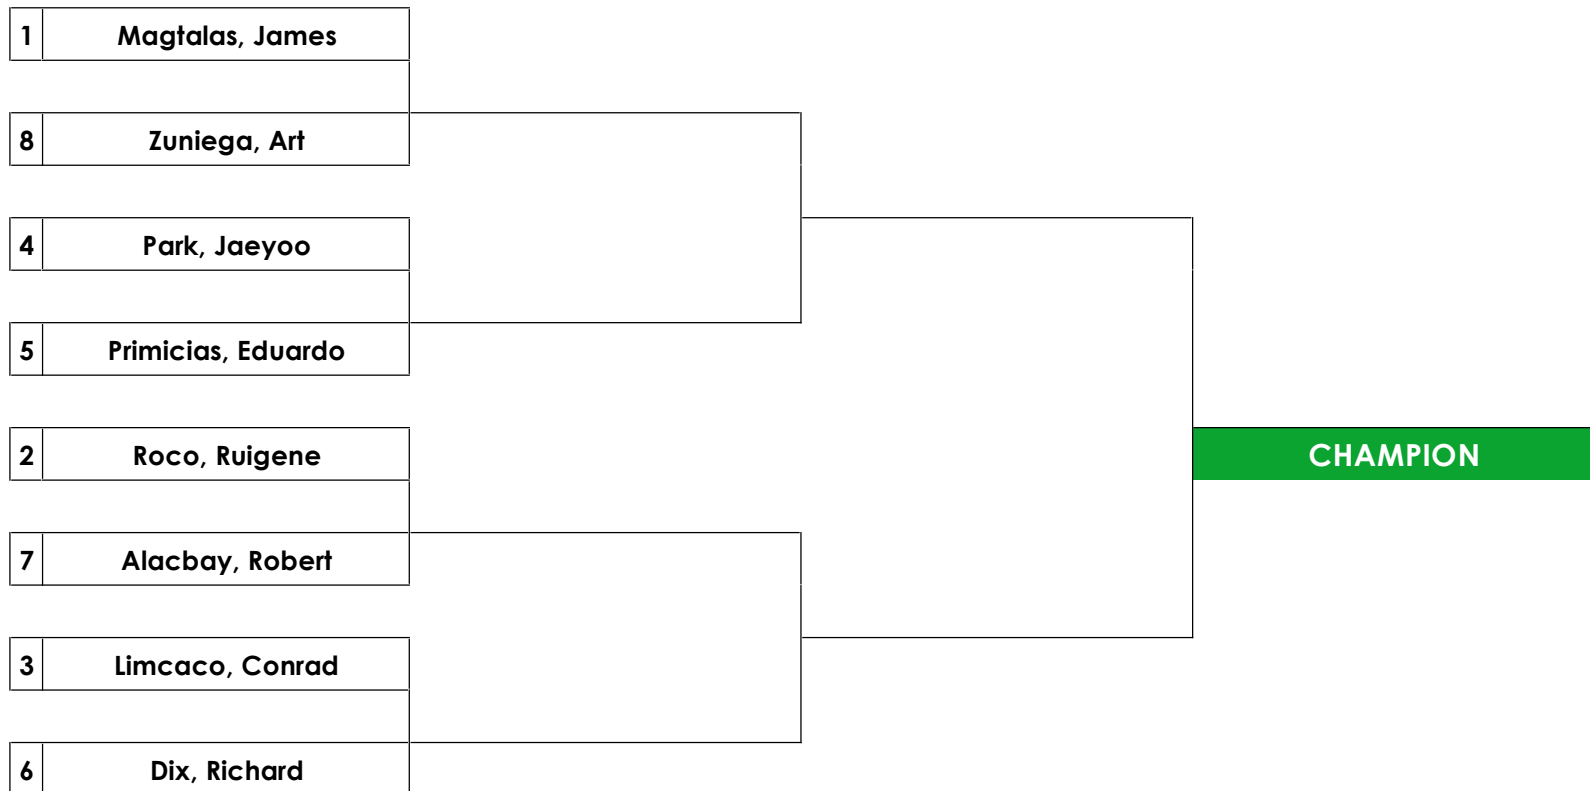 1 Magtalas, James
8 Zuniega, Art
4 Park, Jaeyoo
5 Primicias, Eduardo
2 Roco, Ruigene
CHAMPION
7 Alacbay, Robert
3 Limcaco, Conrad
6 Dix, Richard